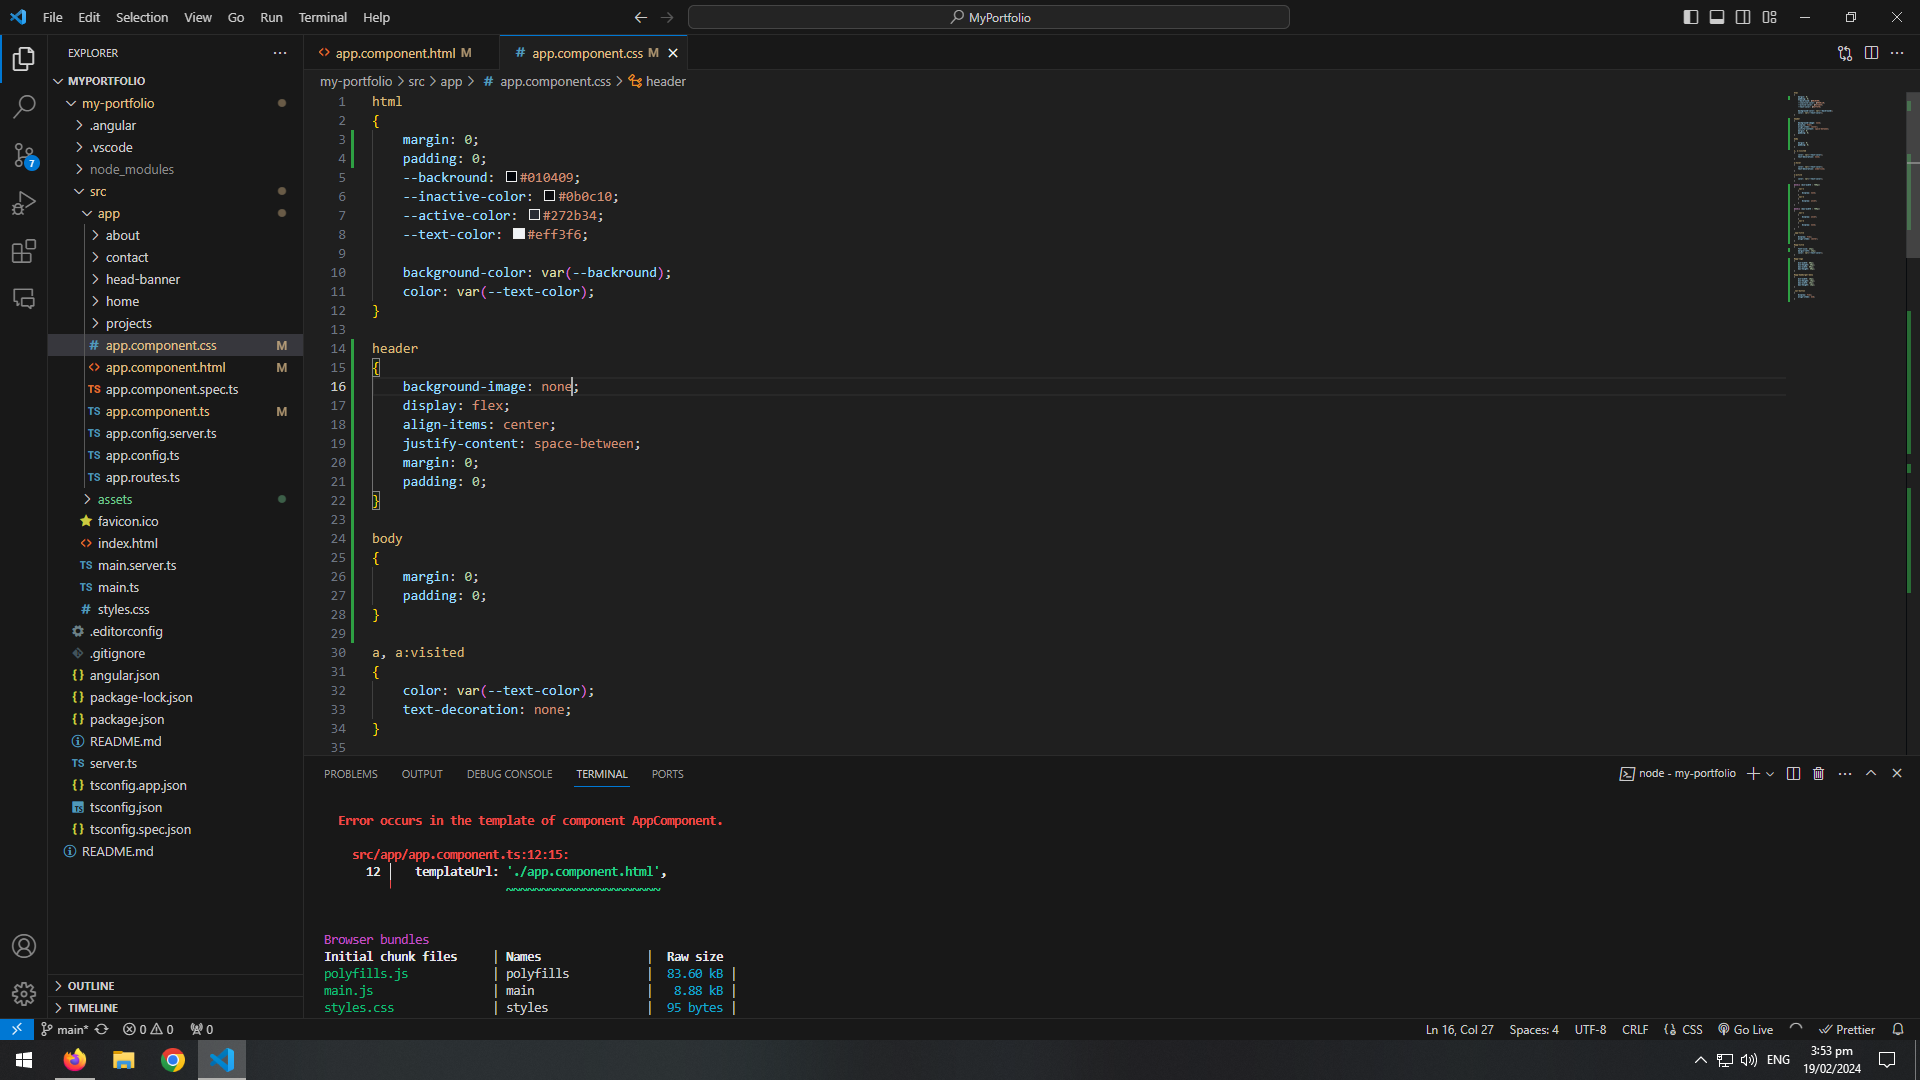 File Edit Selection View Go Run Terminal Help
MyPortfolio
EXPLORER
MYPORTFOLIO
my-portfolio
.angular
.vscode
node_modules
src
app
about
contact
head-banner
home
projects
# app.component.css M
<> app.component.html M
TS app.component.spec.ts
TS app.component.ts M
TS app.config.server.ts
TS app.config.ts
TS app.routes.ts
assets
favicon.ico
<> index.html
TS main.server.ts
TS main.ts
# styles.css
.editorconfig
.gitignore
{} angular.json
{} package-lock.json
{} package.json
README.md
TS server.ts
{} tsconfig.app.json
TS tsconfig.json
{} tsconfig.spec.json
README.md
OUTLINE
TIMELINE
7
<> app.component.html M
# app.component.css M
my-portfolio > src > app > # app.component.css > header
1 html
2 {
3 margin: 0;
4 padding: 0;
5 --backround: #010409;
6 --inactive-color: #0b0c10;
7 --active-color: #272b34;
8 --text-color: #eff3f6;
9
10 background-color: var(--backround);
11 color: var(--text-color);
12 }
13
14 header
15 {
16 background-image: none;
17 display: flex;
18 align-items: center;
19 justify-content: space-between;
20 margin: 0;
21 padding: 0;
22 }
23
24 body
25 {
26 margin: 0;
27 padding: 0;
28 }
29
30 a, a:visited
31 {
32 color: var(--text-color);
33 text-decoration: none;
34 }
35
PROBLEMS OUTPUT DEBUG CONSOLE TERMINAL PORTS
node - my-portfolio
Error occurs in the template of component AppComponent.
src/app/app.component.ts:12:15:
12 │ templateUrl: './app.component.html',
~~~~~~~~~~~~~~~~~~~~~~
Browser bundles
Initial chunk files | Names | Raw size
polyfills.js | polyfills | 83.60 kB |
main.js | main | 8.88 kB |
styles.css | styles | 95 bytes |
main* 0 0 0
Ln 16, Col 27 Spaces: 4 UTF-8 CRLF {} CSS Go Live Prettier
ENG
3:53 pm
19/02/2024